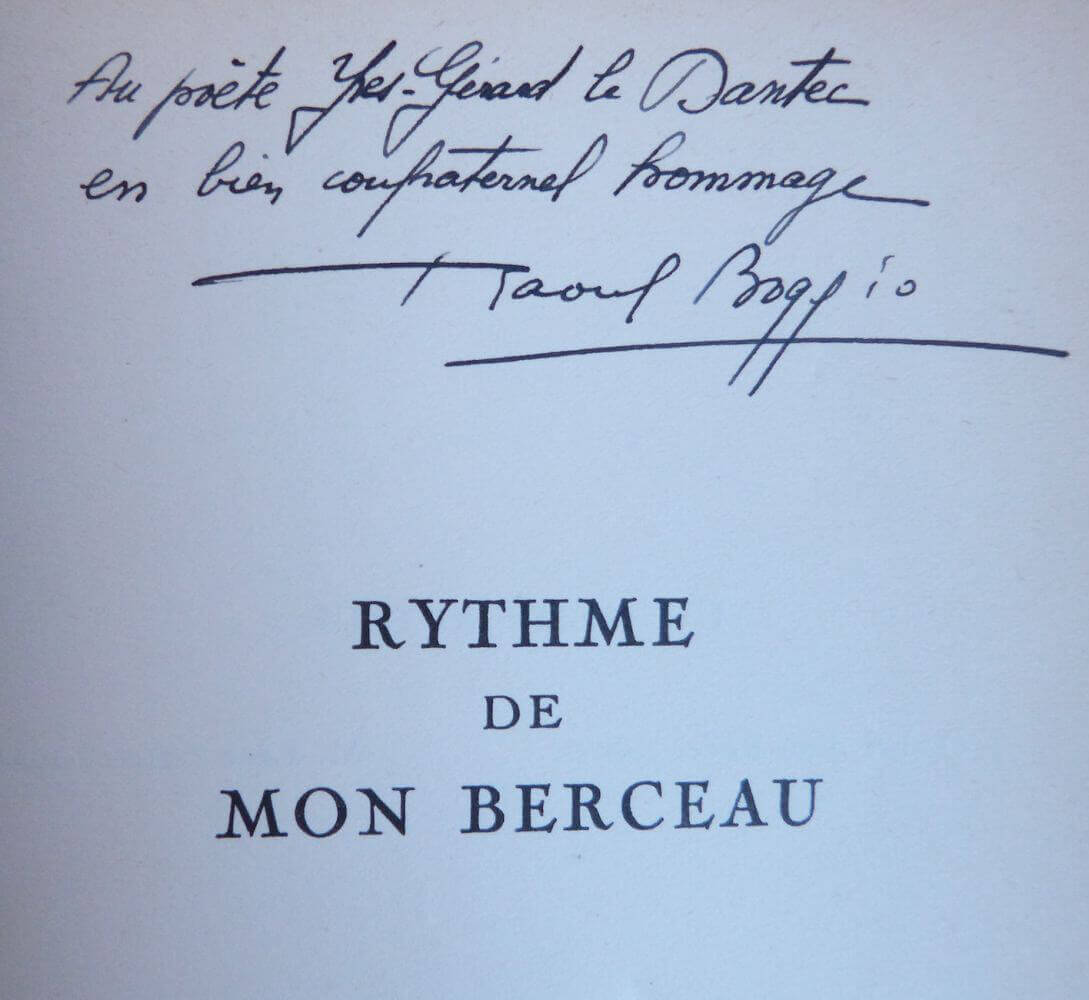 Au poète Yves-Gérard le Dantec
en bien confraternel hommage
Raoul Boggio
RYTHME
DE
MON BERCEAU